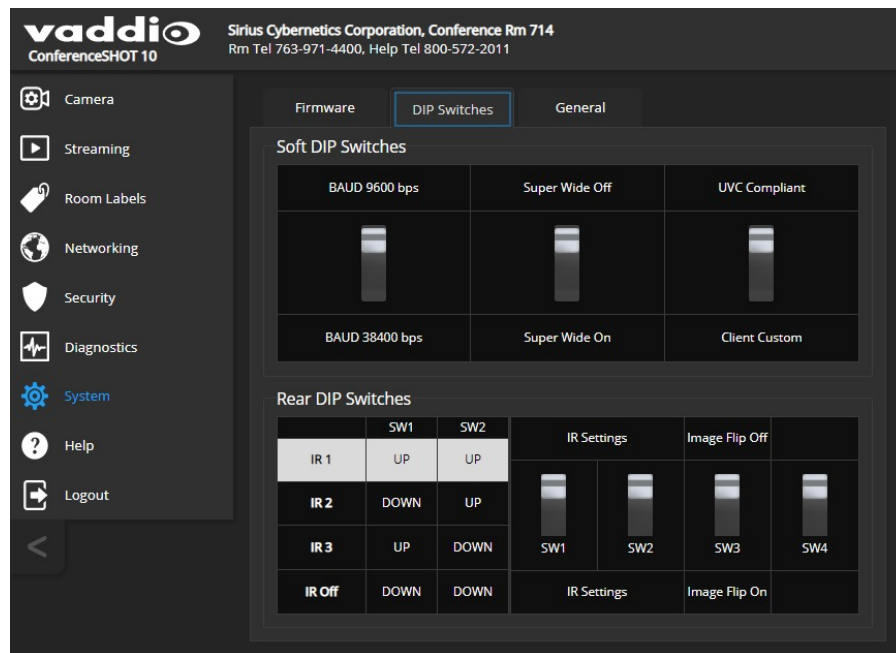 vaddio
ConferenceSHOT 10
Sirius Cybernetics Corporation, Conference Rm 714
Rm Tel 763-971-4400, Help Tel 800-572-2011
Camera
Streaming
Room Labels
Networking
Security
Diagnostics
System
? Help
Logout
<
Firmware DIP Switches General
Soft DIP Switches
BAUD 9600 bps Super Wide Off UVC Compliant
BAUD 38400 bps Super Wide On Client Custom
Rear DIP Switches
SW1 SW2
IR 1 UP UP
IR 2 DOWN UP
IR 3 UP DOWN
IR Off DOWN DOWN
IR Settings Image Flip Off
SW1 SW2 SW3 SW4
IR Settings Image Flip On